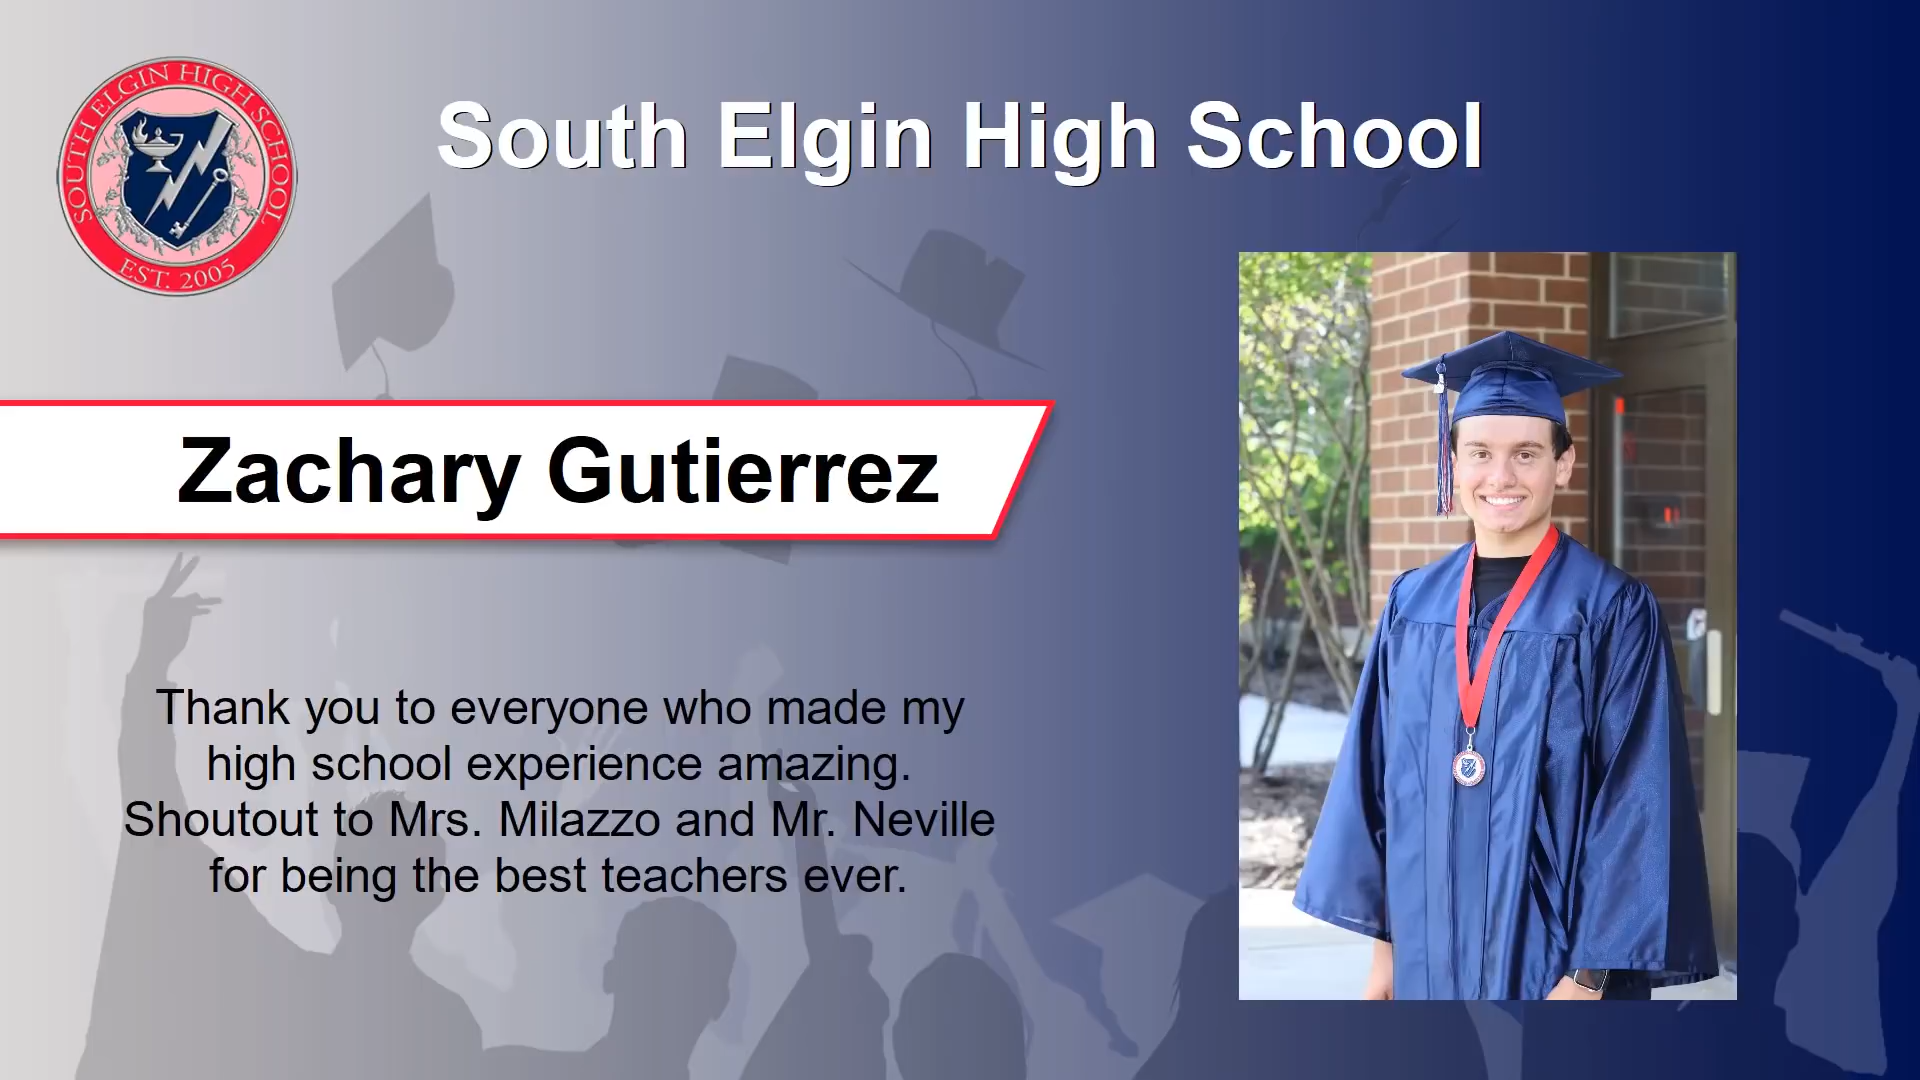 SOUTH ELGIN HIGH SCHOOL
EST. 2005
South Elgin High School
Zachary Gutierrez
Thank you to everyone who made my
high school experience amazing.
Shoutout to Mrs. Milazzo and Mr. Neville
for being the best teachers ever.